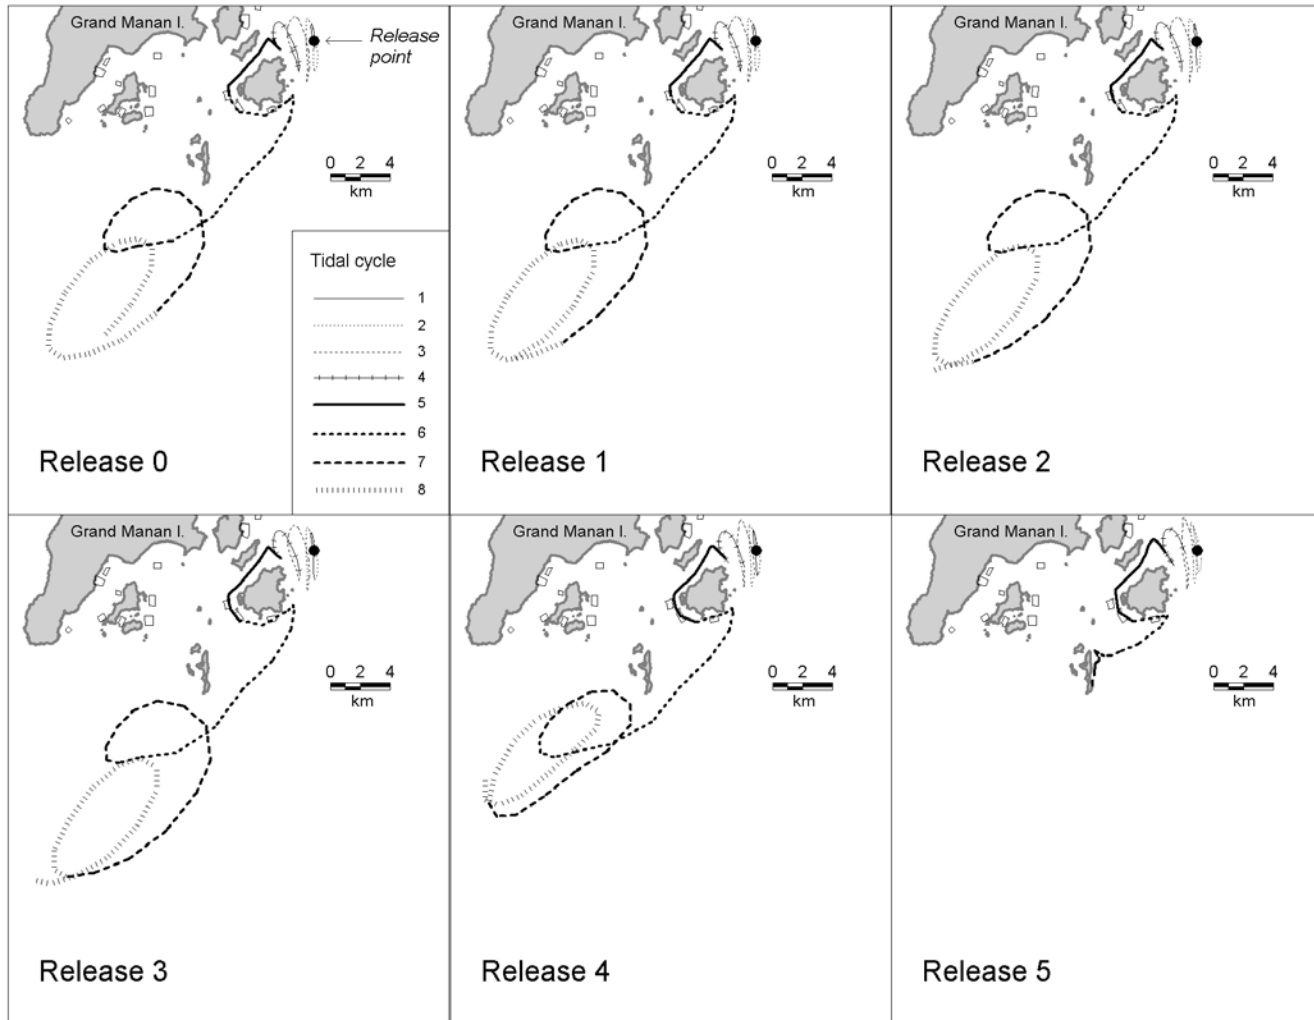 Grand Manan I.
Release
point
0 2 4
km
Tidal cycle
1
2
3
4
5
6
7
8
Release 0
Grand Manan I.
0 2 4
km
Release 1
Grand Manan I.
0 2 4
km
Release 2
Grand Manan I.
0 2 4
km
Release 3
Grand Manan I.
0 2 4
km
Release 4
Grand Manan I.
0 2 4
km
Release 5